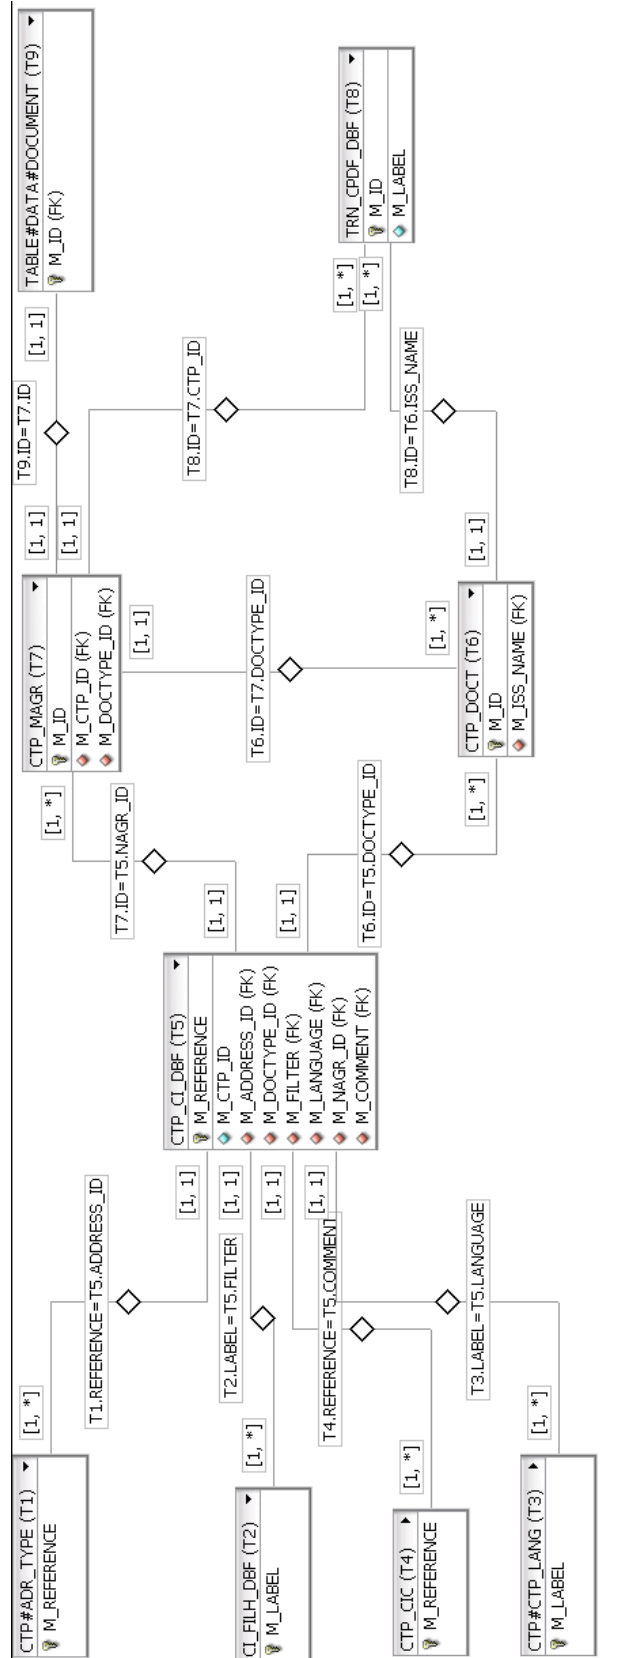 CTP#ADR_TYPE (T1)
M_REFERENCE
CI_FILH_DBF (T2)
M_LABEL
CTP_CIC (T4)
M_REFERENCE
CTP#CTP_LANG (T3)
M_LABEL
[1, *]
T1.REFERENCE=T5.ADDRESS_ID
[1, 1]
[1, *]
T2.LABEL=T5.FILTER
[1, 1]
[1, *]
T4.REFERENCE=T5.COMMENT
[1, 1]
[1, *]
T3.LABEL=T5.LANGUAGE
[1, 1]
CTP_CI_DBF (T5)
M_REFERENCE
M_CTP_ID
M_ADDRESS_ID (FK)
M_DOCTYPE_ID (FK)
M_FILTER (FK)
M_LANGUAGE (FK)
M_NAGR_ID (FK)
M_COMMENT (FK)
[1, 1]
T7.ID=T5.NAGR_ID
[1, *]
[1, 1]
T6.ID=T5.DOCTYPE_ID
[1, *]
CTP_MAGR (T7)
M_ID
M_CTP_ID (FK)
M_DOCTYPE_ID (FK)
[1, 1]
T6.ID=T7.DOCTYPE_ID
[1, *]
CTP_DOCT (T6)
M_ID
M_ISS_NAME (FK)
[1, 1]
T9.ID=T7.ID
[1, 1]
[1, 1]
T8.ID=T7.CTP_ID
[1, *]
[1, 1]
T8.ID=T6.ISS_NAME
[1, *]
TABLE#DATA#DOCUMENT (T9)
M_ID (FK)
TRN_CPDF_DBF (T8)
M_ID
M_LABEL